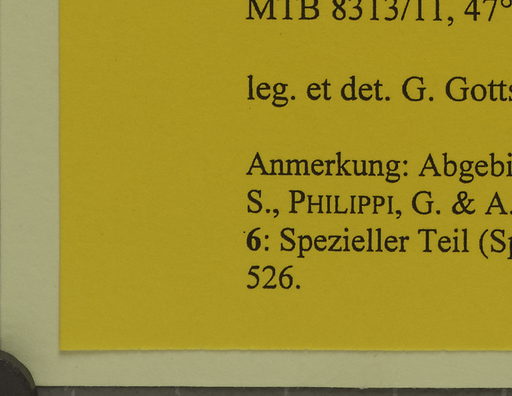 MTB 8313/11, 47°
leg. et det. G. Gotts
Anmerkung: Abgebi
S., PHILIPPI, G. & A.
6: Spezieller Teil (Sp
526.